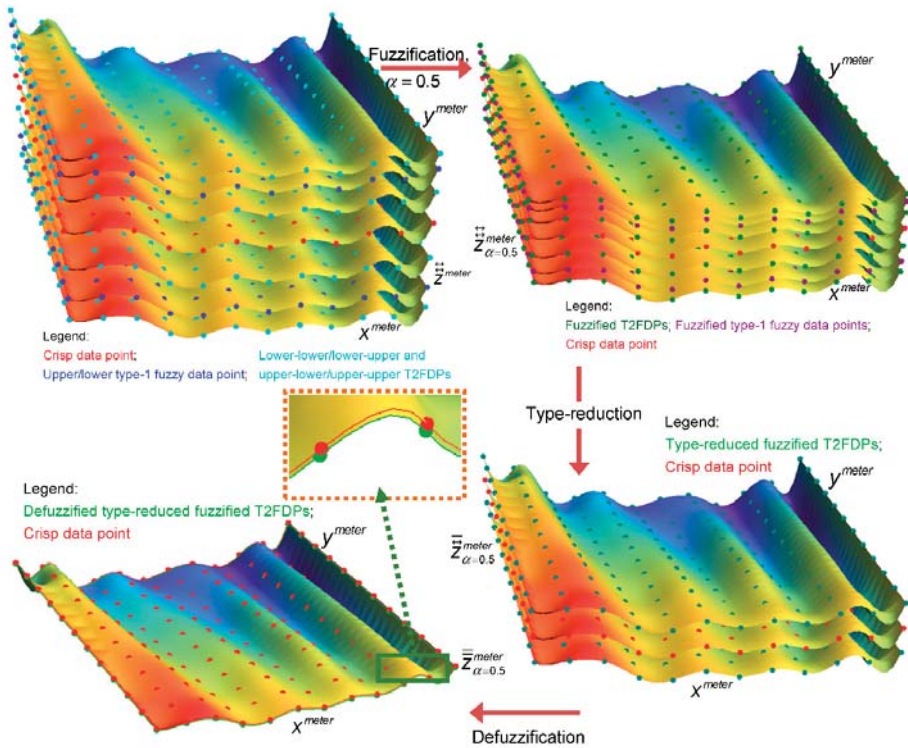 Fuzzification,
α = 0.5
y meter
z meter
x meter
Legend:
Crisp data point;
Upper/lower type-1 fuzzy data point;
Lower-lower/lower-upper and
upper-lower/upper-upper T2FDPs
y meter
z meter α=0.5
x meter
Legend:
Fuzzified T2FDPs; Fuzzified type-1 fuzzy data points;
Crisp data point
Type-reduction
Legend:
Type-reduced fuzzified T2FDPs;
Crisp data point
y meter
z meter α=0.5
x meter
Defuzzification
Legend:
Defuzzified type-reduced fuzzified T2FDPs;
Crisp data point
y meter
z meter α=0.5
x meter